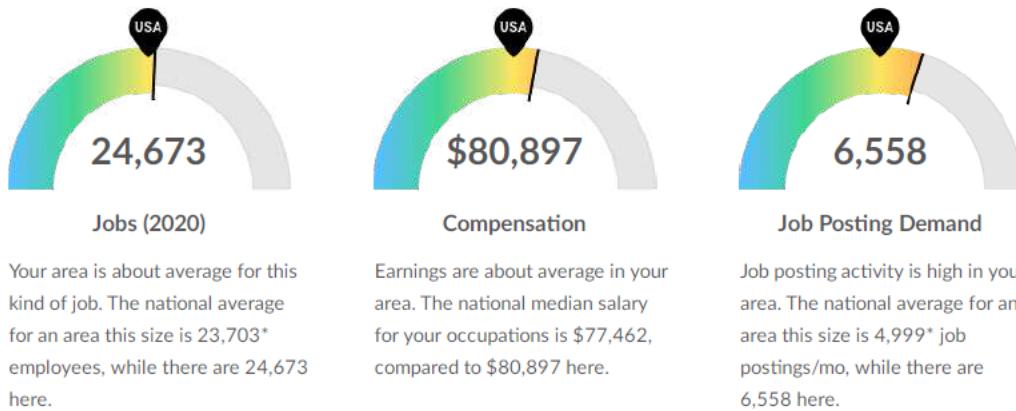 USA
24,673
Jobs (2020)
Your area is about average for this
kind of job. The national average
for an area this size is 23,703*
employees, while there are 24,673
here.
USA
$80,897
Compensation
Earnings are about average in your
area. The national median salary
for your occupations is $77,462,
compared to $80,897 here.
USA
6,558
Job Posting Demand
Job posting activity is high in you
area. The national average for an
area this size is 4,999* job
postings/mo, while there are
6,558 here.